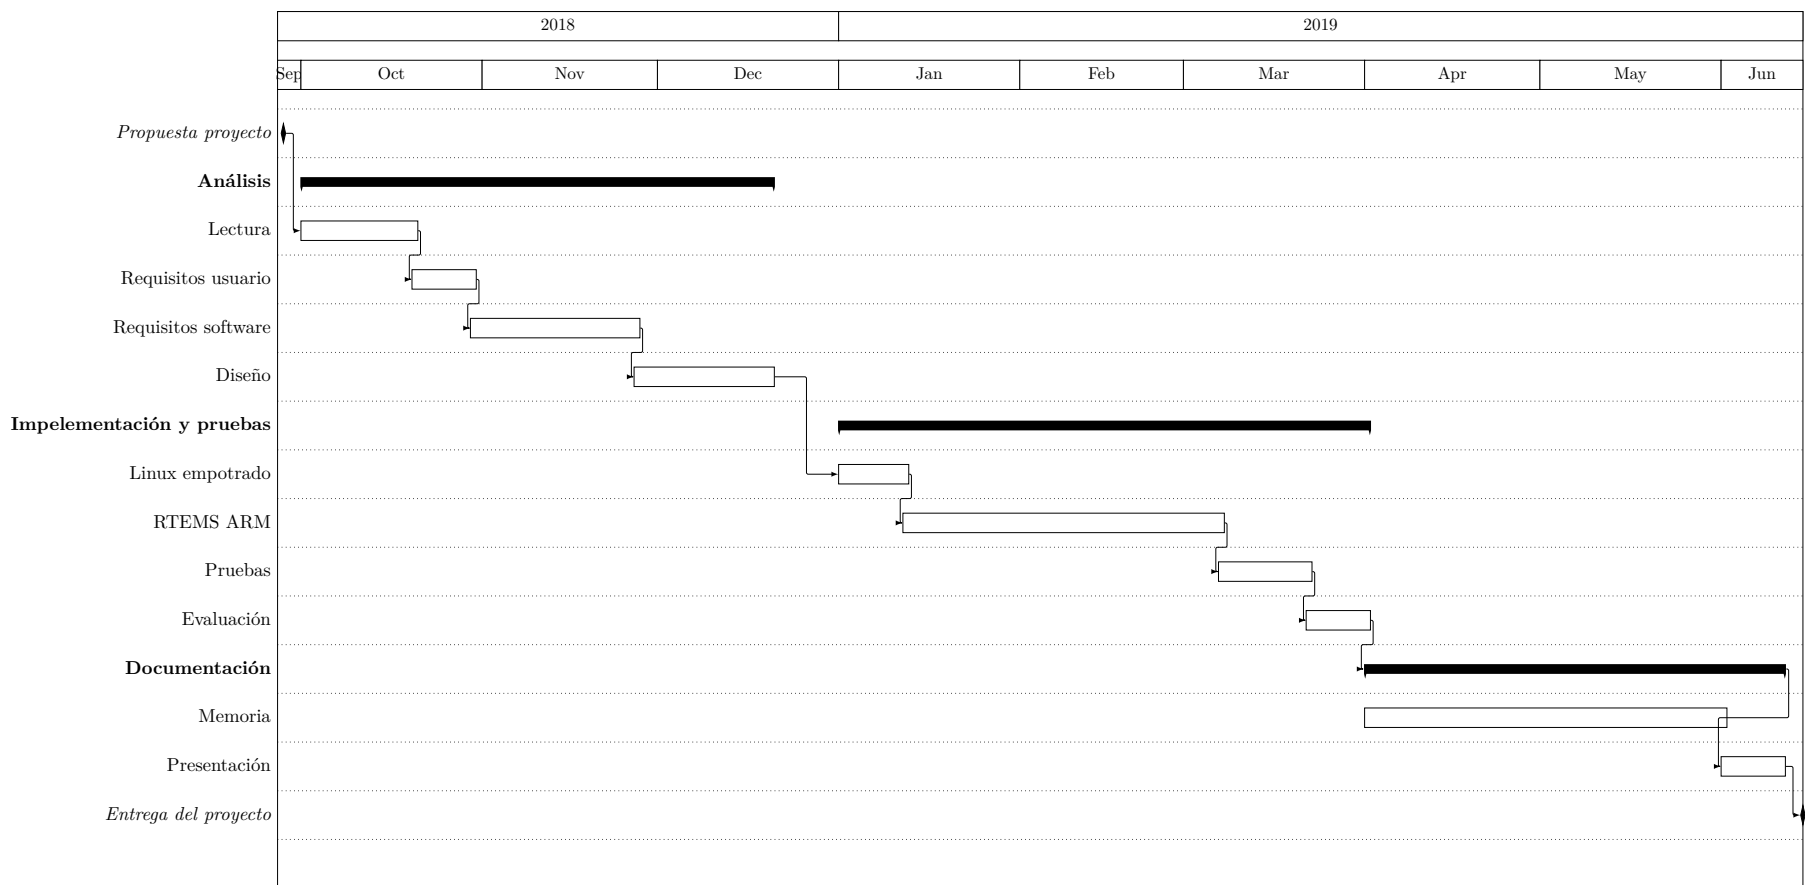 2018 2019
Sep Oct Nov Dec Jan Feb Mar Apr May Jun
Propuesta proyecto
Análisis
Lectura
Requisitos usuario
Requisitos software
Diseño
Impelementación y pruebas
Linux empotrado
RTEMS ARM
Pruebas
Evaluación
Documentación
Memoria
Presentación
Entrega del proyecto